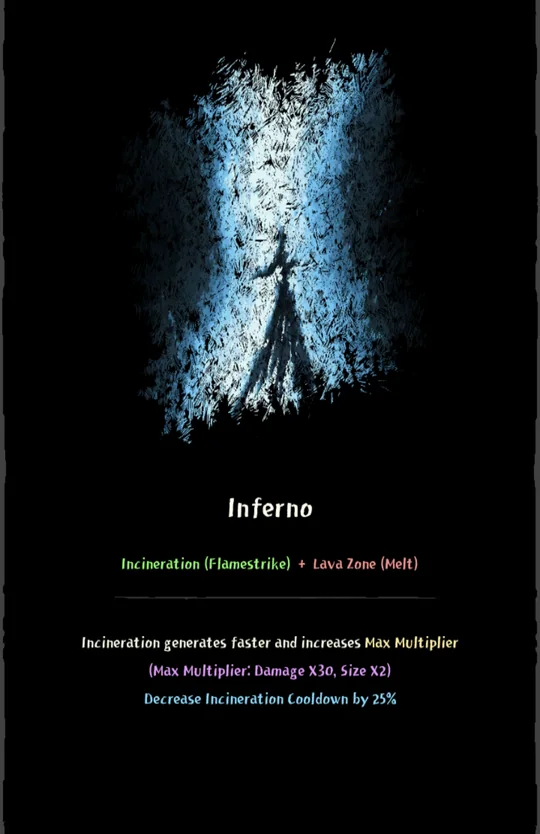 Inferno
Incineration (Flamestrike) + Lava Zone (Melt)
Incineration generates faster and increases Max Multiplier
(Max Multiplier: Damage X30, Size X2)
Decrease Incineration Cooldown by 25%